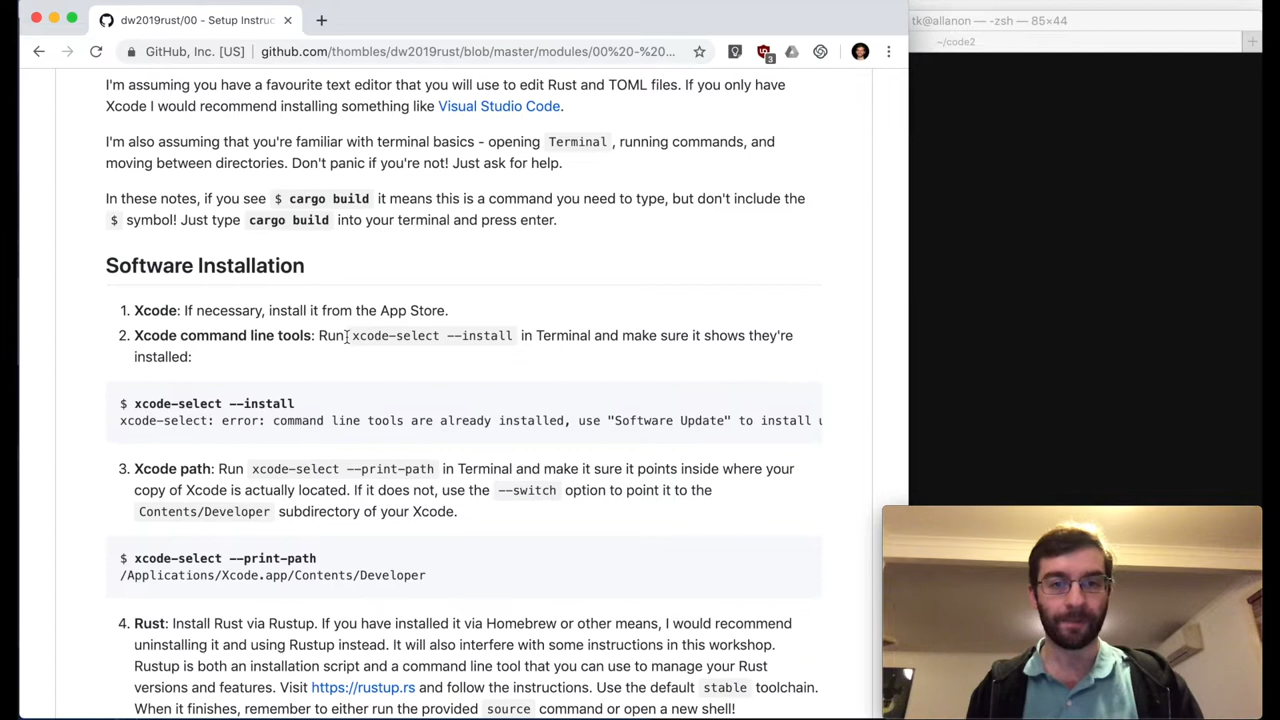 dw2019rust/00 - Setup Instruc
tk@allanon — -zsh — 85×44
~/code2
GitHub, Inc. [US]
github.com/thombles/dw2019rust/blob/master/modules/00%20-%20...
3
I'm assuming you have a favourite text editor that you will use to edit Rust and TOML files. If you only have
Xcode I would recommend installing something like Visual Studio Code.
I'm also assuming that you're familiar with terminal basics - opening Terminal , running commands, and
moving between directories. Don't panic if you're not! Just ask for help.
In these notes, if you see $ cargo build it means this is a command you need to type, but don't include the
$ symbol! Just type cargo build into your terminal and press enter.
Software Installation
1. Xcode: If necessary, install it from the App Store.
2. Xcode command line tools: Run xcode-select --install in Terminal and make sure it shows they're
installed:
$ xcode-select --install
xcode-select: error: command line tools are already installed, use "Software Update" to install u
3. Xcode path: Run xcode-select --print-path in Terminal and make it sure it points inside where your
copy of Xcode is actually located. If it does not, use the --switch option to point it to the
Contents/Developer subdirectory of your Xcode.
$ xcode-select --print-path
/Applications/Xcode.app/Contents/Developer
4. Rust: Install Rust via Rustup. If you have installed it via Homebrew or other means, I would recommend
uninstalling it and using Rustup instead. It will also interfere with some instructions in this workshop.
Rustup is both an installation script and a command line tool that you can use to manage your Rust
versions and features. Visit https://rustup.rs and follow the instructions. Use the default stable toolchain.
When it finishes, remember to either run the provided source command or open a new shell!